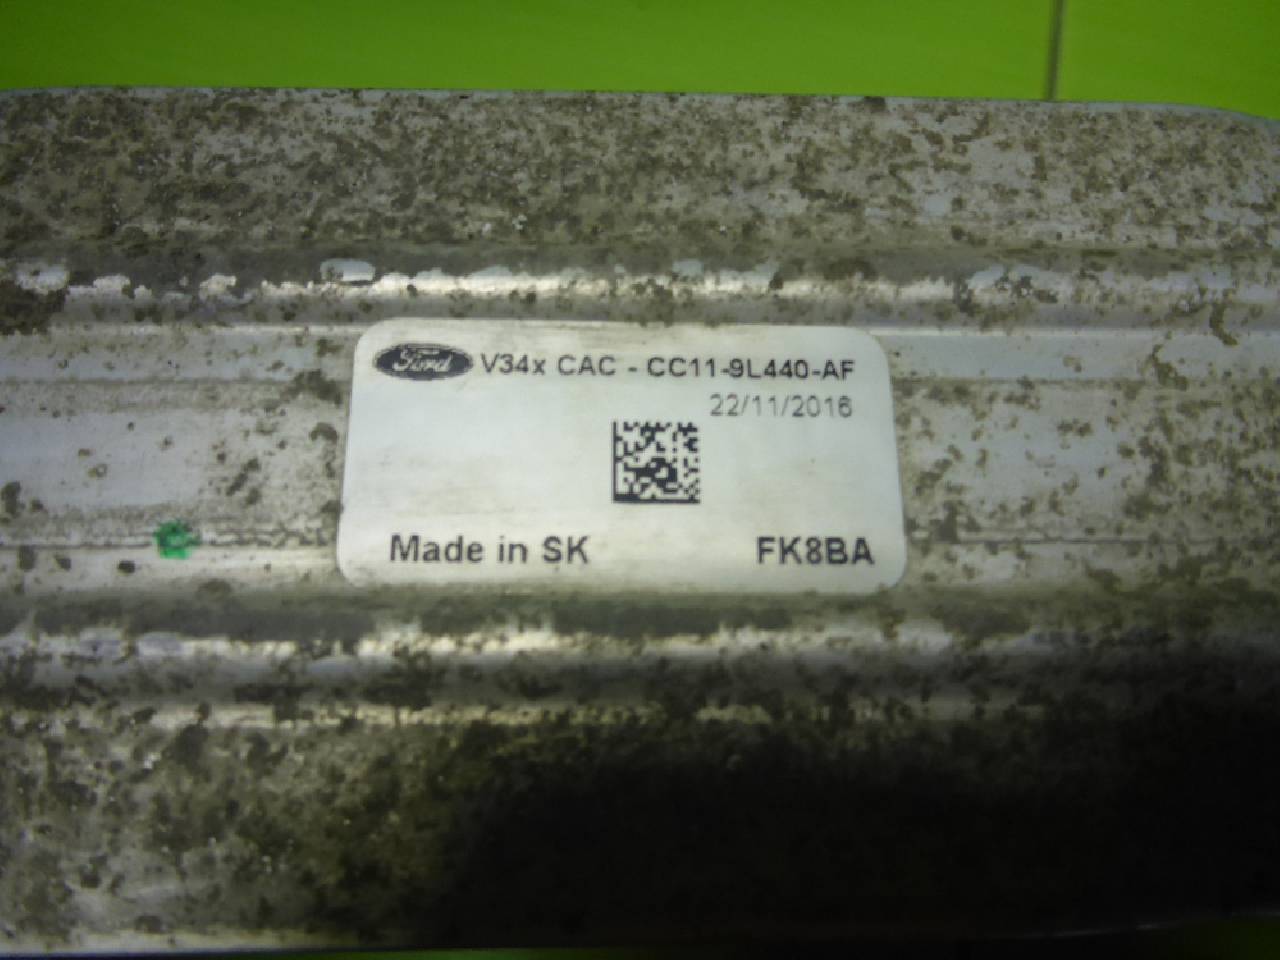 Ford V34x CAC - CC11-9L440-AF
22/11/2016
Made in SK FK8BA